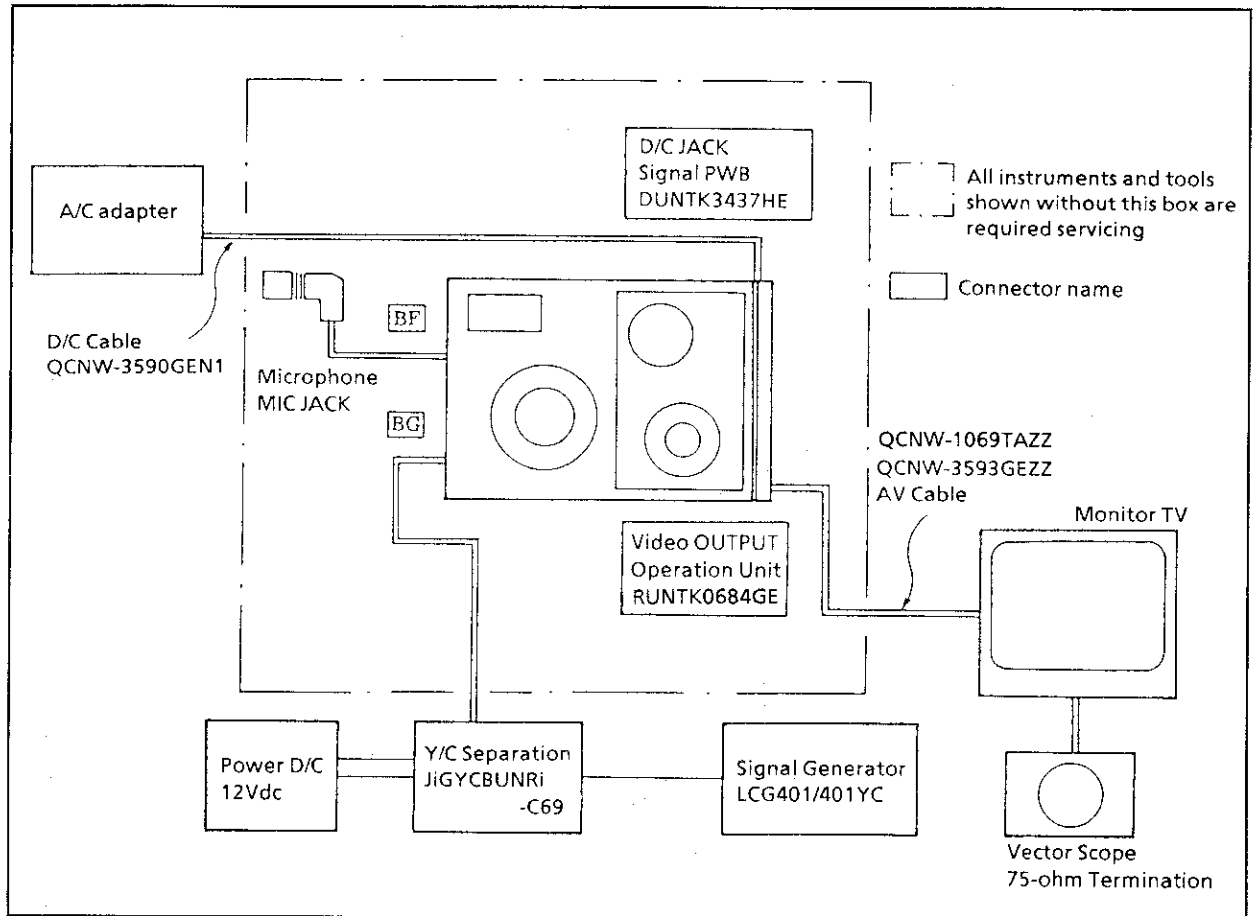 D/C JACK
Signal PWB
DUNTK3437HE
A/C adapter
All instruments and tools
shown without this box are
required servicing
Connector name
BF
D/C Cable
QCNW-3590GEN1
Microphone
MIC JACK
BG
QCNW-1069TAZZ
QCNW-3593GEZZ
AV Cable
Monitor TV
Video OUTPUT
Operation Unit
RUNTK0684GE
Power D/C
12Vdc
Y/C Separation
JiGYCBUNRi
-C69
Signal Generator
LCG401/401YC
Vector Scope
75-ohm Termination